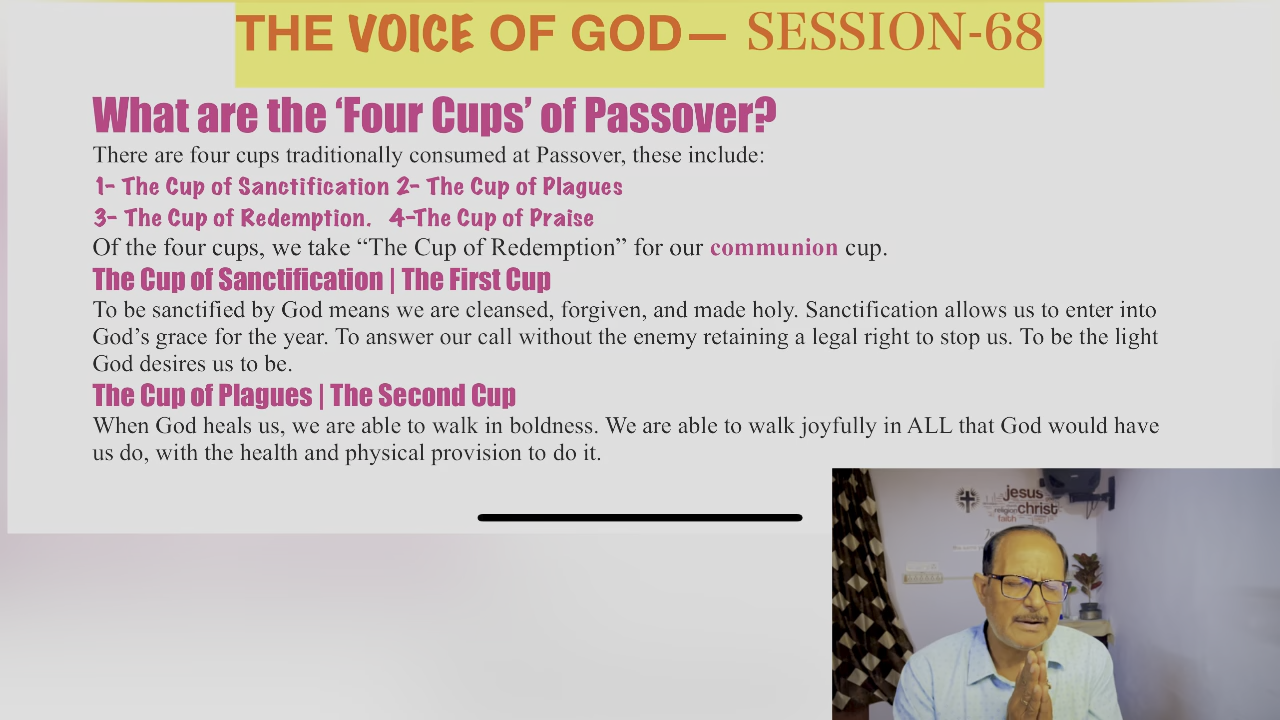 THE VOICE OF GOD— SESSION-68
What are the ‘Four Cups’ of Passover?
There are four cups traditionally consumed at Passover, these include:
1- The Cup of Sanctification 2- The Cup of Plagues
3- The Cup of Redemption. 4-The Cup of Praise
Of the four cups, we take “The Cup of Redemption” for our communion cup.
The Cup of Sanctification | The First Cup
To be sanctified by God means we are cleansed, forgiven, and made holy. Sanctification allows us to enter into
God’s grace for the year. To answer our call without the enemy retaining a legal right to stop us. To be the light
God desires us to be.
The Cup of Plagues | The Second Cup
When God heals us, we are able to walk in boldness. We are able to walk joyfully in ALL that God would have
us do, with the health and physical provision to do it.
jesus
religion christ
faith